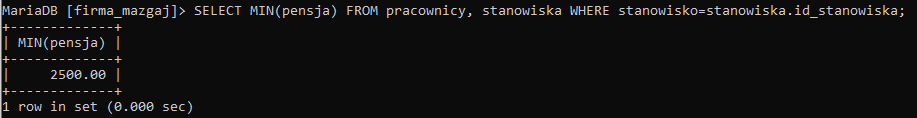 MariaDB [firma_mazgaj]> SELECT MIN(pensja) FROM pracownicy, stanowiska WHERE stanowisko=stanowiska.id_stanowiska;
+-------------+
| MIN(pensja) |
+-------------+
|     2500.00 |
+-------------+
1 row in set (0.000 sec)